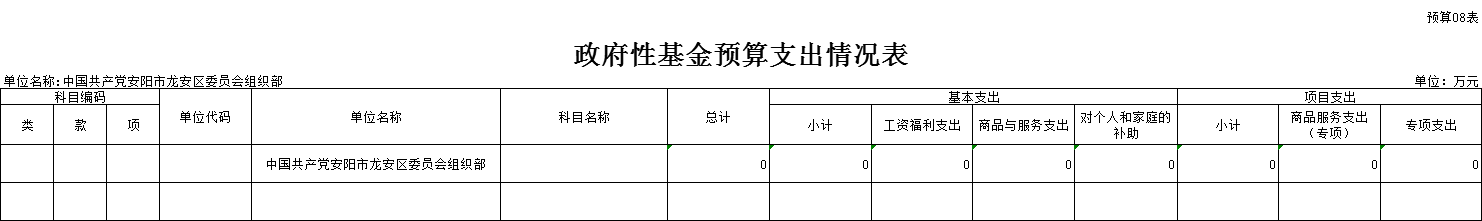 预算08表
政府性基金预算支出情况表
单位名称:中国共产党安阳市龙安区委员会组织部 单位：万元
科目编码 单位代码 单位名称 科目名称 总计 基本支出 项目支出
类 款 项 小计 工资福利支出 商品与服务支出 对个人和家庭的补助 小计 商品服务支出（专项） 专项支出
中国共产党安阳市龙安区委员会组织部 0 0 0 0 0 0 0 0